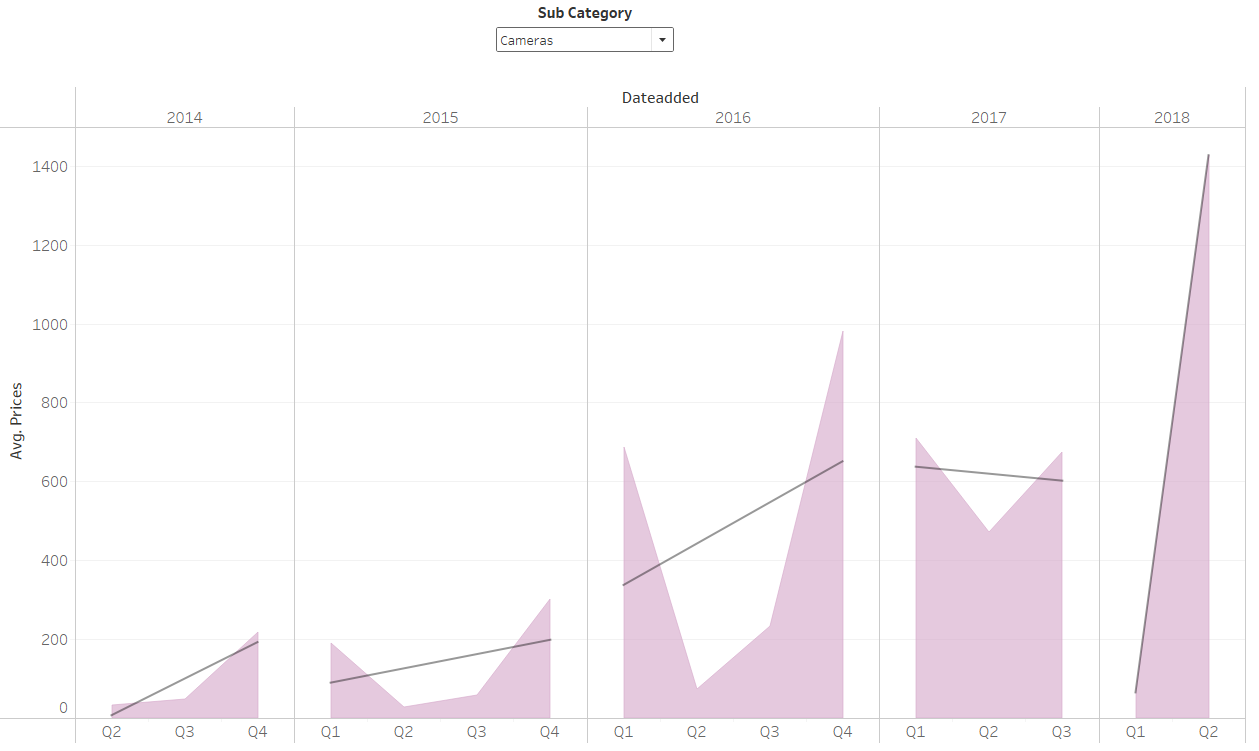 Sub Category
Cameras
Dateadded
2014 2015 2016 2017 2018
1400
1200
1000
800
600
400
200
0
Avg. Prices
Q2 Q3 Q4 Q1 Q2 Q3 Q4 Q1 Q2 Q3 Q4 Q1 Q2 Q3 Q1 Q2